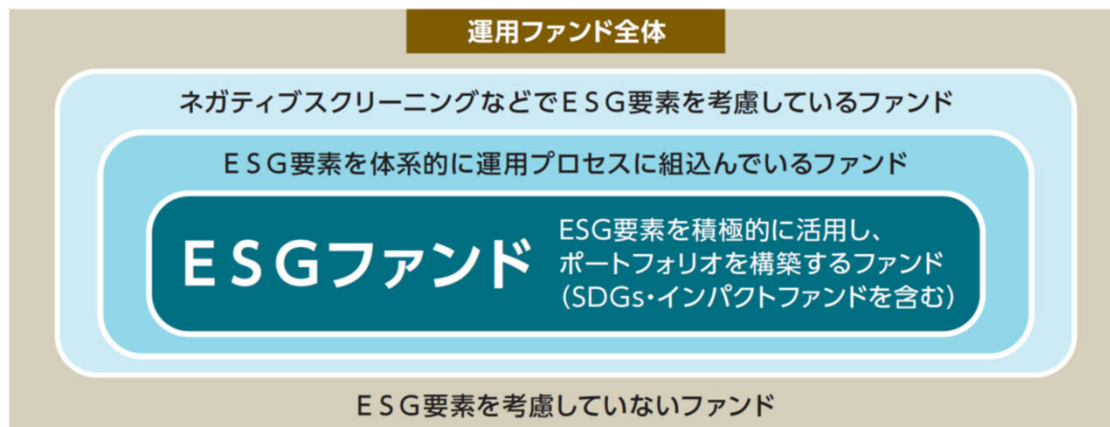 運用ファンド全体
ネガティブスクリーニングなどでＥＳＧ要素を考慮しているファンド
ＥＳＧ要素を体系的に運用プロセスに組込んでいるファンド
ＥＳＧファンド
ESG要素を積極的に活用し、
ポートフォリオを構築するファンド
（SDGs・インパクトファンドを含む）
ＥＳＧ要素を考慮していないファンド